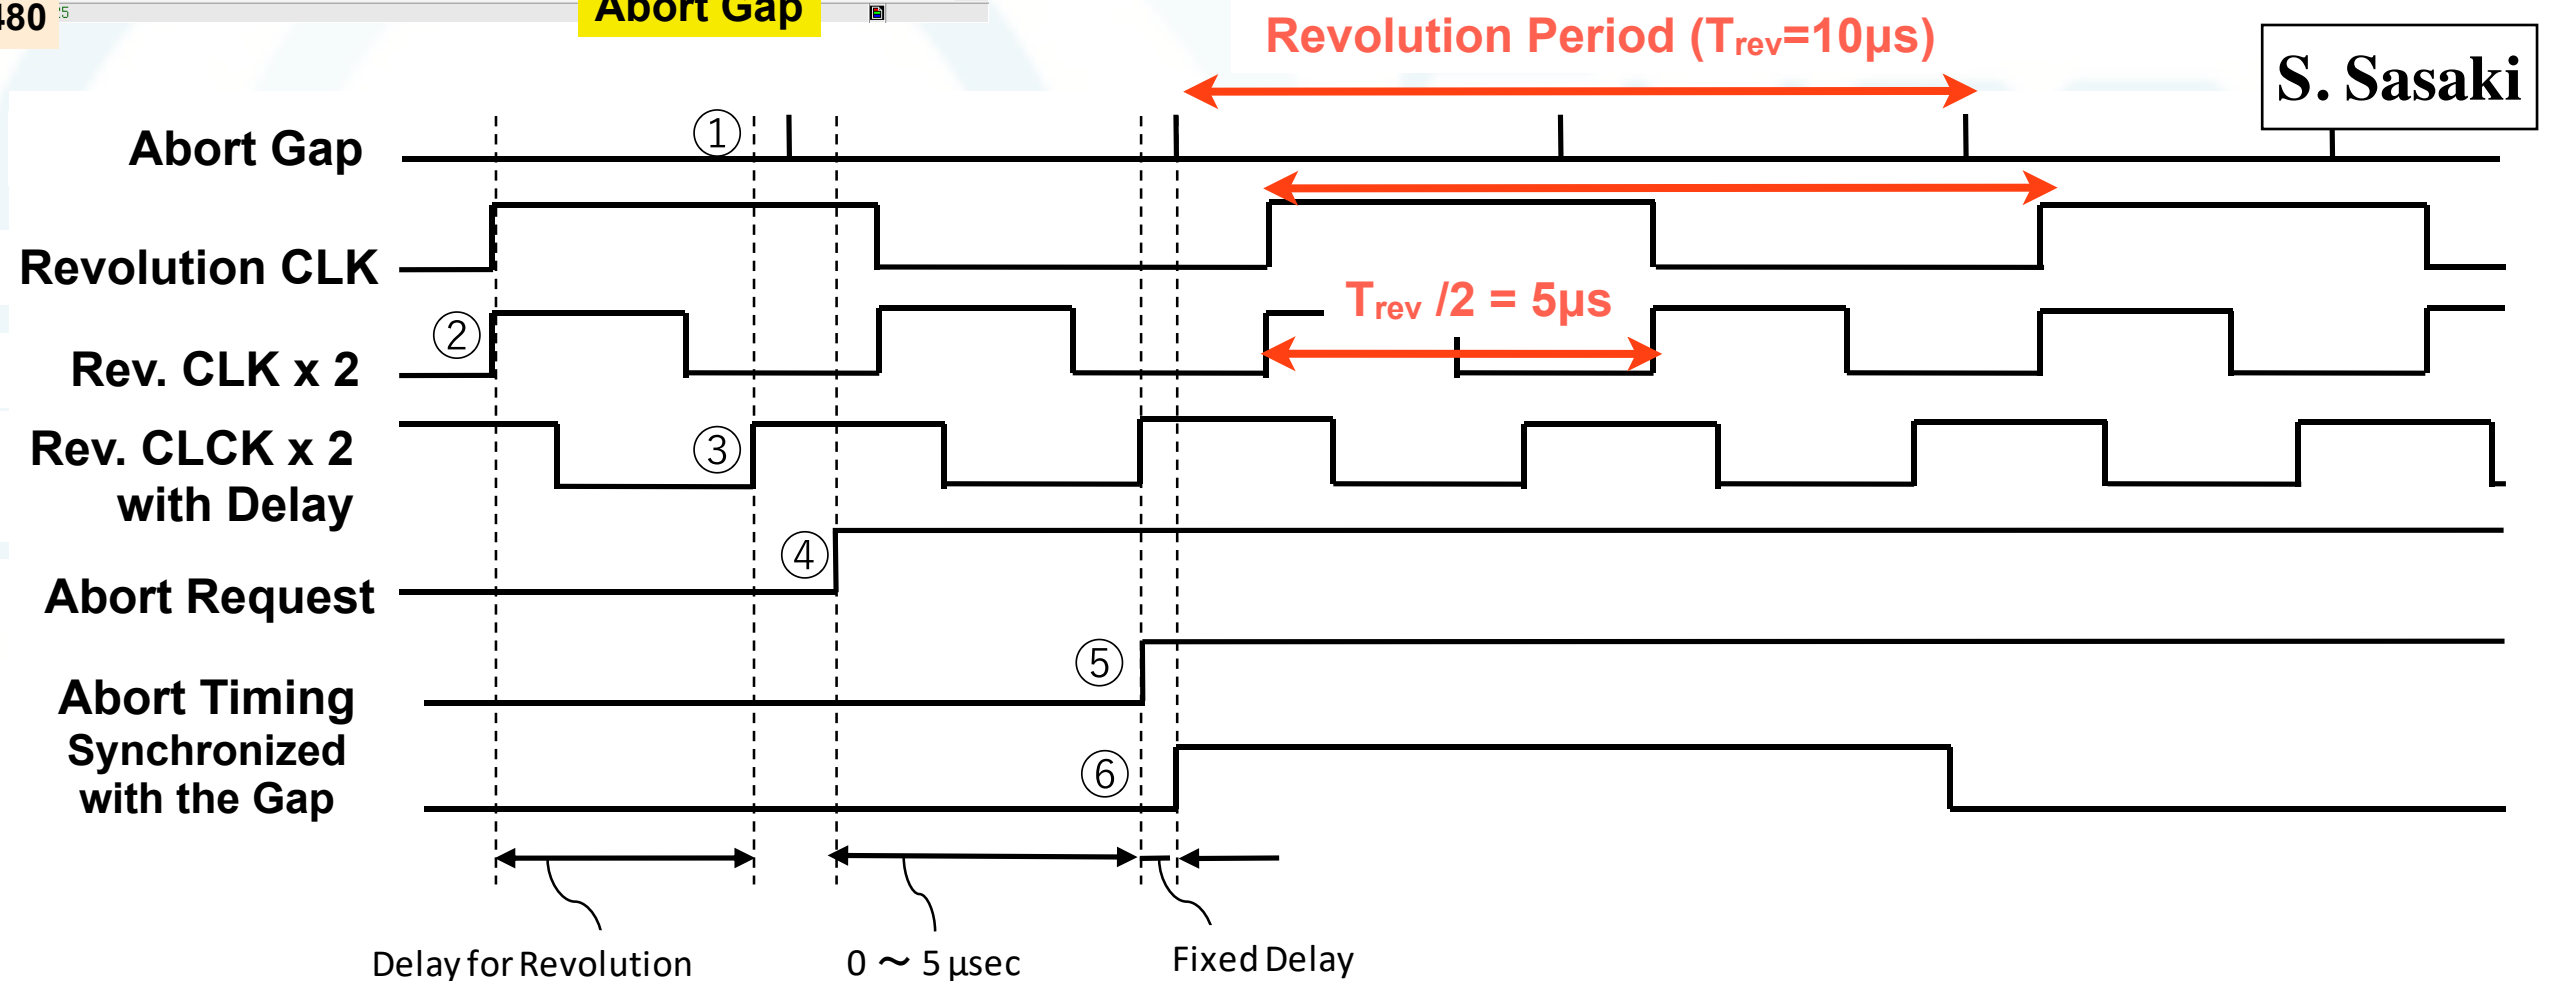 480
Abort Gap
Revolution Period (Trev=10μs)
S. Sasaki
Abort Gap
①
Revolution CLK
Trev /2 = 5μs
②
Rev. CLK x 2
Rev. CLCK x 2
with Delay
③
④
Abort Request
⑤
Abort Timing
Synchronized
with the Gap
⑥
Delay for Revolution
0 ～ 5 μsec
Fixed Delay